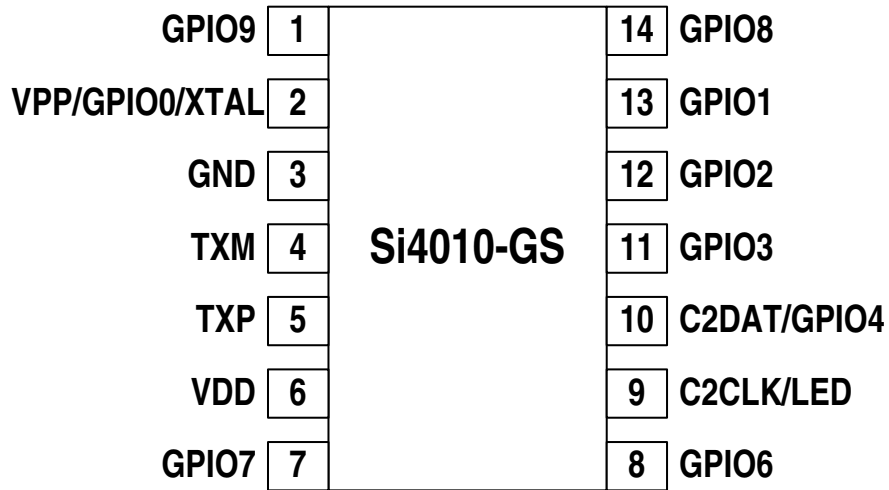 GPIO9 1 14 GPIO8
VPP/GPIO0/XTAL 2 13 GPIO1
GND 3 12 GPIO2
TXM 4 Si4010-GS 11 GPIO3
TXP 5 10 C2DAT/GPIO4
VDD 6 9 C2CLK/LED
GPIO7 7 8 GPIO6